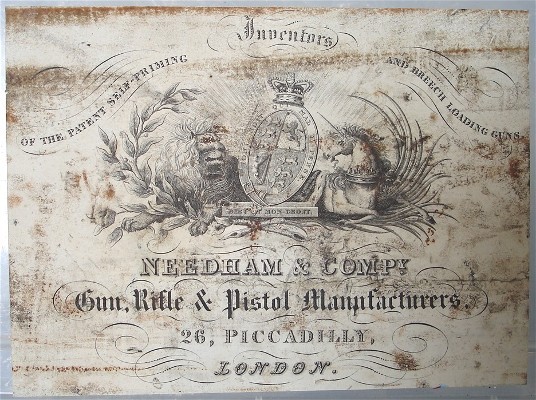 Inventors
OF THE PATENT SELF-PRIMING
AND BREECH LOADING GUNS.
DIEU ET MON DROIT.
NEEDHAM & COMPY
Gun, Rifle & Pistol Manufacturers,
26, PICCADILLY,
LONDON.